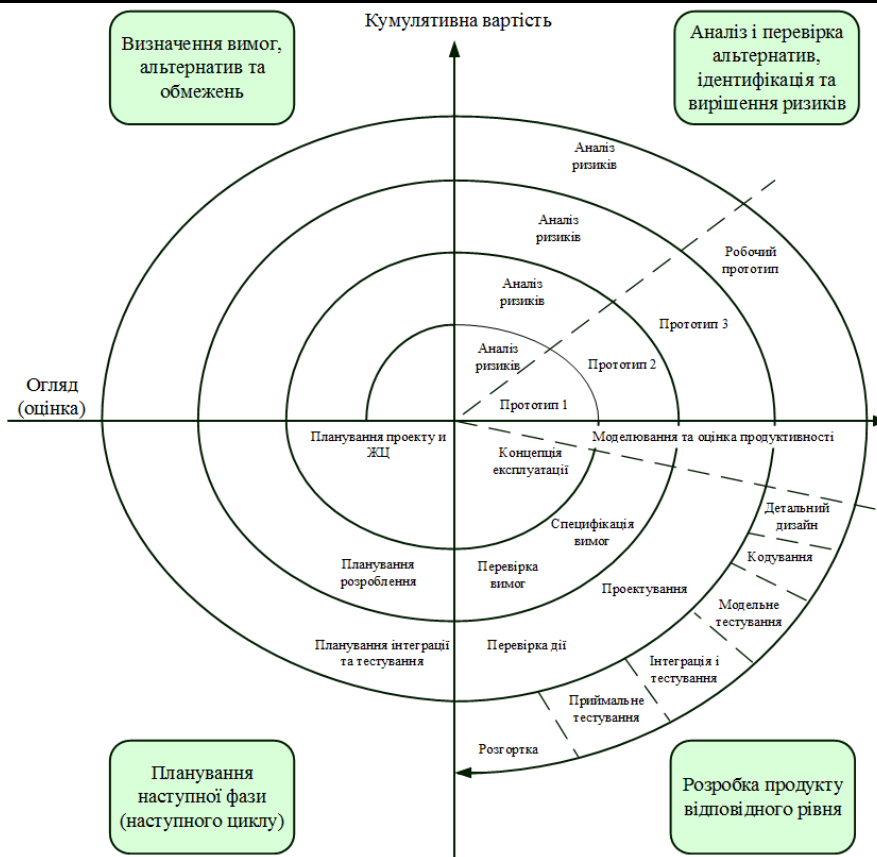 Кумулятивна вартість
Визначення вимог,
альтернатив та
обмежень
Аналіз і перевірка
альтернатив,
ідентифікація та
вирішення ризиків
Аналіз
ризиків
Аналіз
ризиків
Робочий
прототип
Аналіз
ризиків
Прототип 3
Аналіз
ризиків
Прототип 2
Огляд
(оцінка)
Прототип 1
Планування проекту и
ЖЦ
Моделювання та оцінка продуктивності
Концепція
експлуатації
Детальний
дизайн
Специфікація
вимог
Кодування
Планування
розроблення
Перевірка
вимог
Проектування
Модельне
тестування
Планування інтеграції
та тестування
Перевірка дії
Інтеграція і
тестування
Приймальне
тестування
Розгортка
Планування
наступної фази
(наступного циклу)
Розробка продукту
відповідного рівня